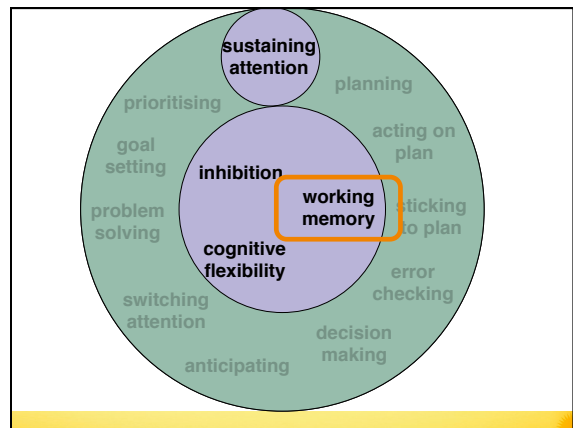 sustaining
attention
planning
prioritising
acting on
plan
goal
setting
inhibition
working
memory
sticking
to plan
problem
solving
cognitive
flexibility
error
checking
switching
attention
decision
making
anticipating